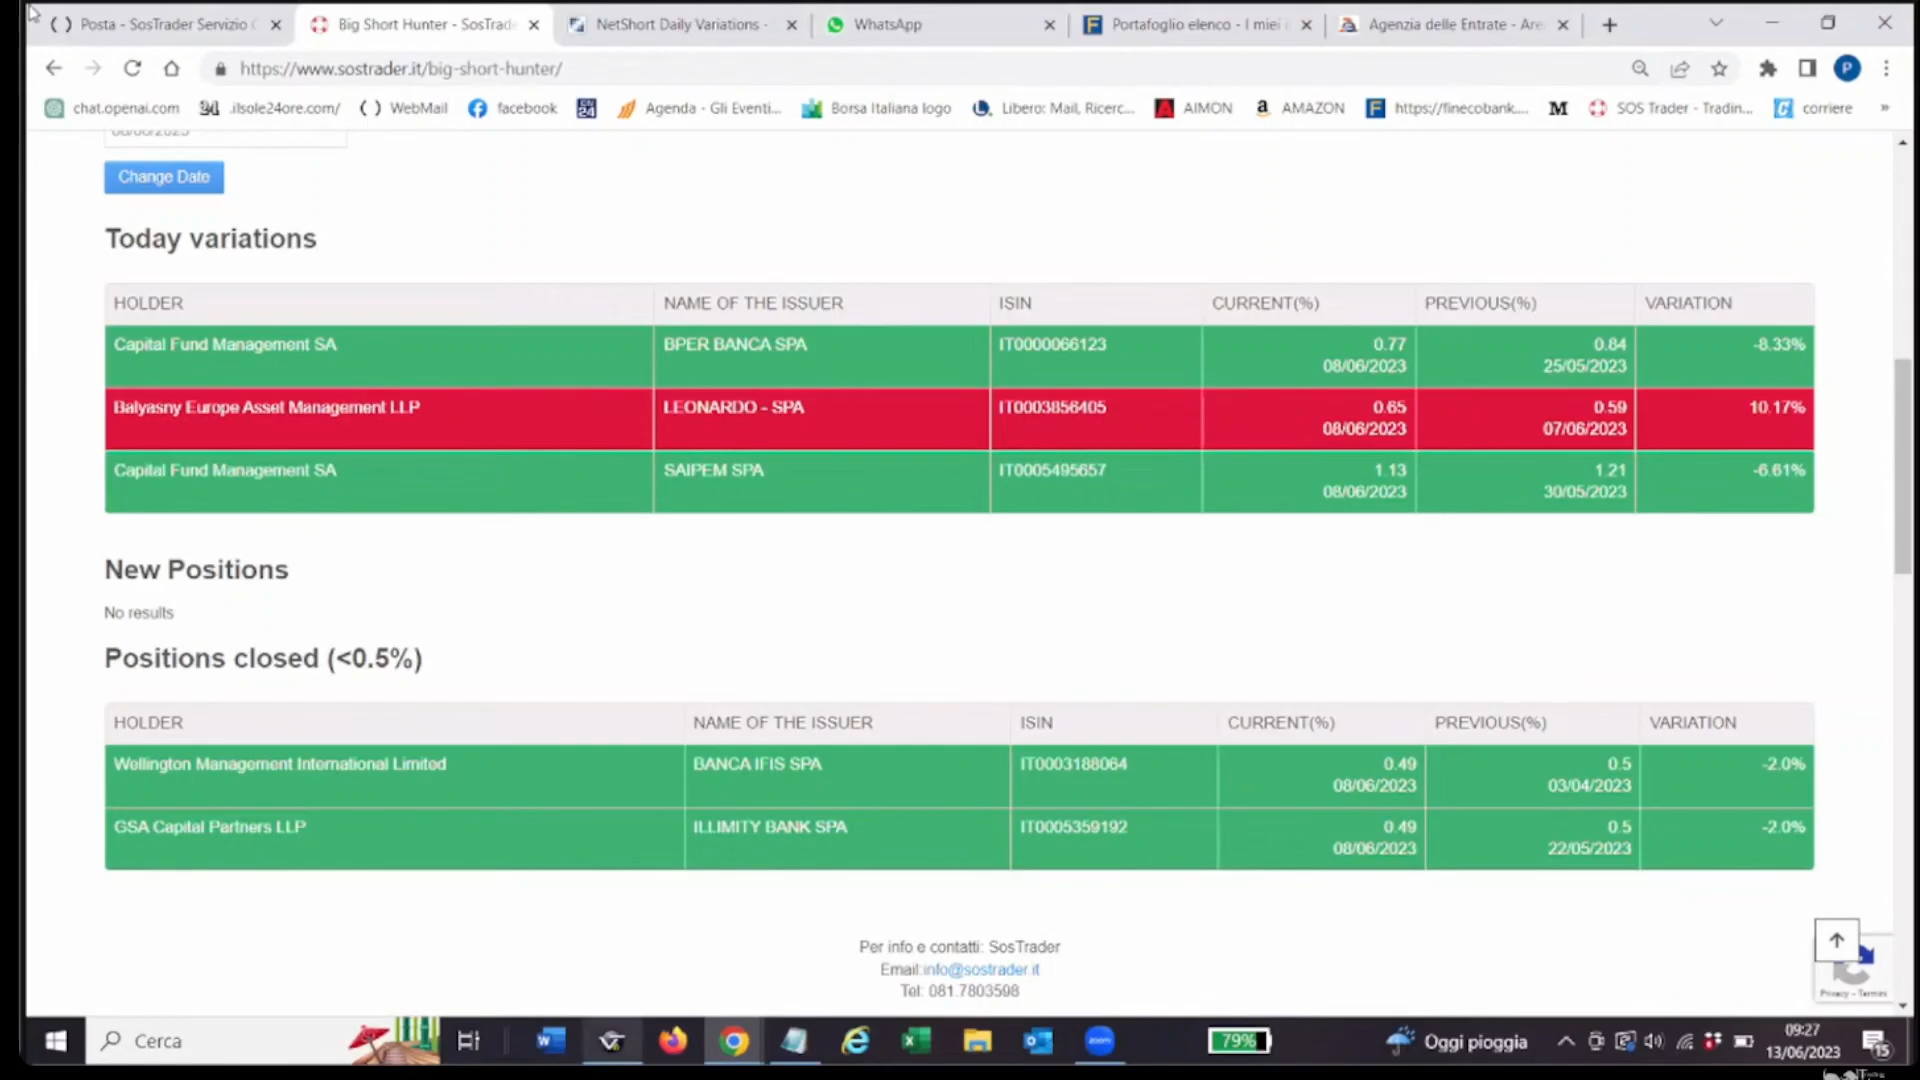 Posta - SosTrader Servizio C
Big Short Hunter - SosTrade
NetShort Daily Variations -
WhatsApp
Portafoglio elenco - I miei i
Agenzia delle Entrate - Are
https://www.sostrader.it/big-short-hunter/
P
chat.openai.com
.ilsole24ore.com/
WebMail
facebook
Agenda - Gli Eventi...
Borsa Italiana logo
Libero: Mail, Ricerc...
AIMON
AMAZON
https://finecobank....
M
SOS Trader - Tradin...
corriere
»
08/06/2023
Change Date
Today variations
HOLDER NAME OF THE ISSUER ISIN CURRENT(%) PREVIOUS(%) VARIATION
Capital Fund Management SA BPER BANCA SPA IT0000066123 0.77 0.84 -8.33%
08/06/2023 25/05/2023
Balyasny Europe Asset Management LLP LEONARDO - SPA IT0003856405 0.65 0.59 10.17%
08/06/2023 07/06/2023
Capital Fund Management SA SAIPEM SPA IT0005495657 1.13 1.21 -6.61%
08/06/2023 30/05/2023
New Positions
No results
Positions closed (<0.5%)
HOLDER NAME OF THE ISSUER ISIN CURRENT(%) PREVIOUS(%) VARIATION
Wellington Management International Limited BANCA IFIS SPA IT0003188064 0.49 0.5 -2.0%
08/06/2023 03/04/2023
GSA Capital Partners LLP ILLIMITY BANK SPA IT0005359192 0.49 0.5 -2.0%
08/06/2023 22/05/2023
Per info e contatti: SosTrader
Email:info@sostrader.it
Tel: 081.7803598
Privacy - Termini
Cerca
zoom
79%
Oggi pioggia
09:27
13/06/2023
15